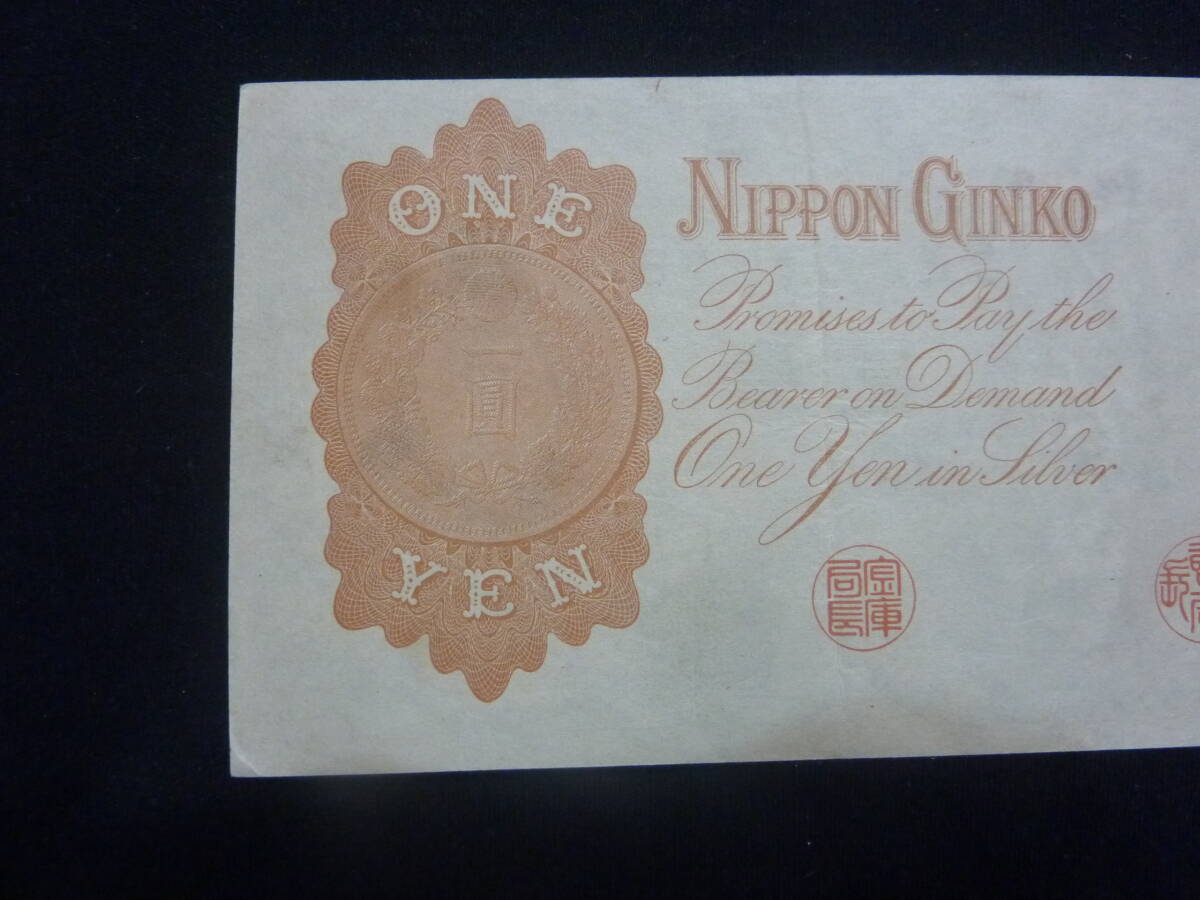 ONE
一
圓
YEN
NIPPON GINKO
Promises to Pay the
Bearer on Demand
One Yen in Silver
金庫
局長